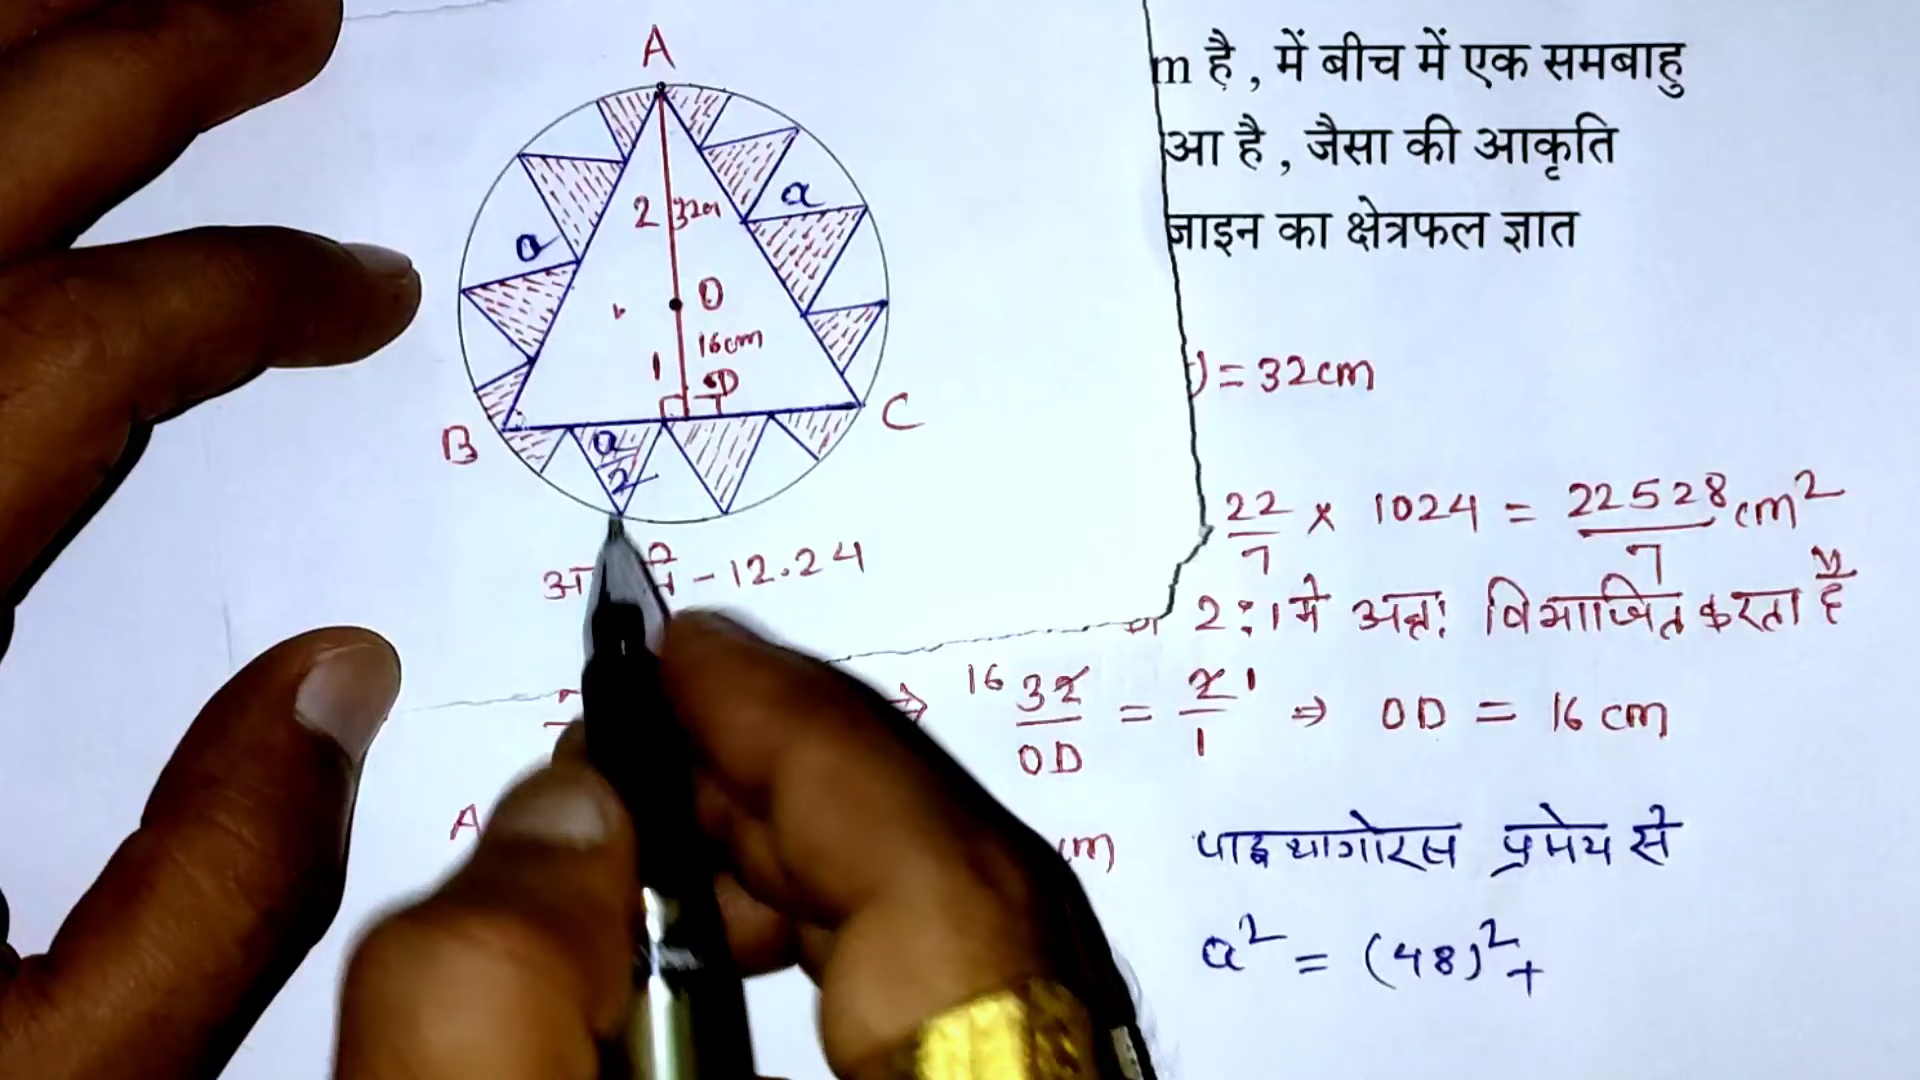 m है , में बीच में एक समबाहु
आ है , जैसा की आकृति
जाइन का क्षेत्रफल ज्ञात
A
a
a
2
32cm
O
16cm
1
D
B
C
a/2
- 12.24
) = 32cm
22/7 × 1024 = 22528/7 cm²
2:1 में अन्तः विभाजित करता है
16 32/OD = 2/1 1 ⇒ OD = 16 cm
A
cm पाइथागोरस प्रमेय से
a² = (48)² +